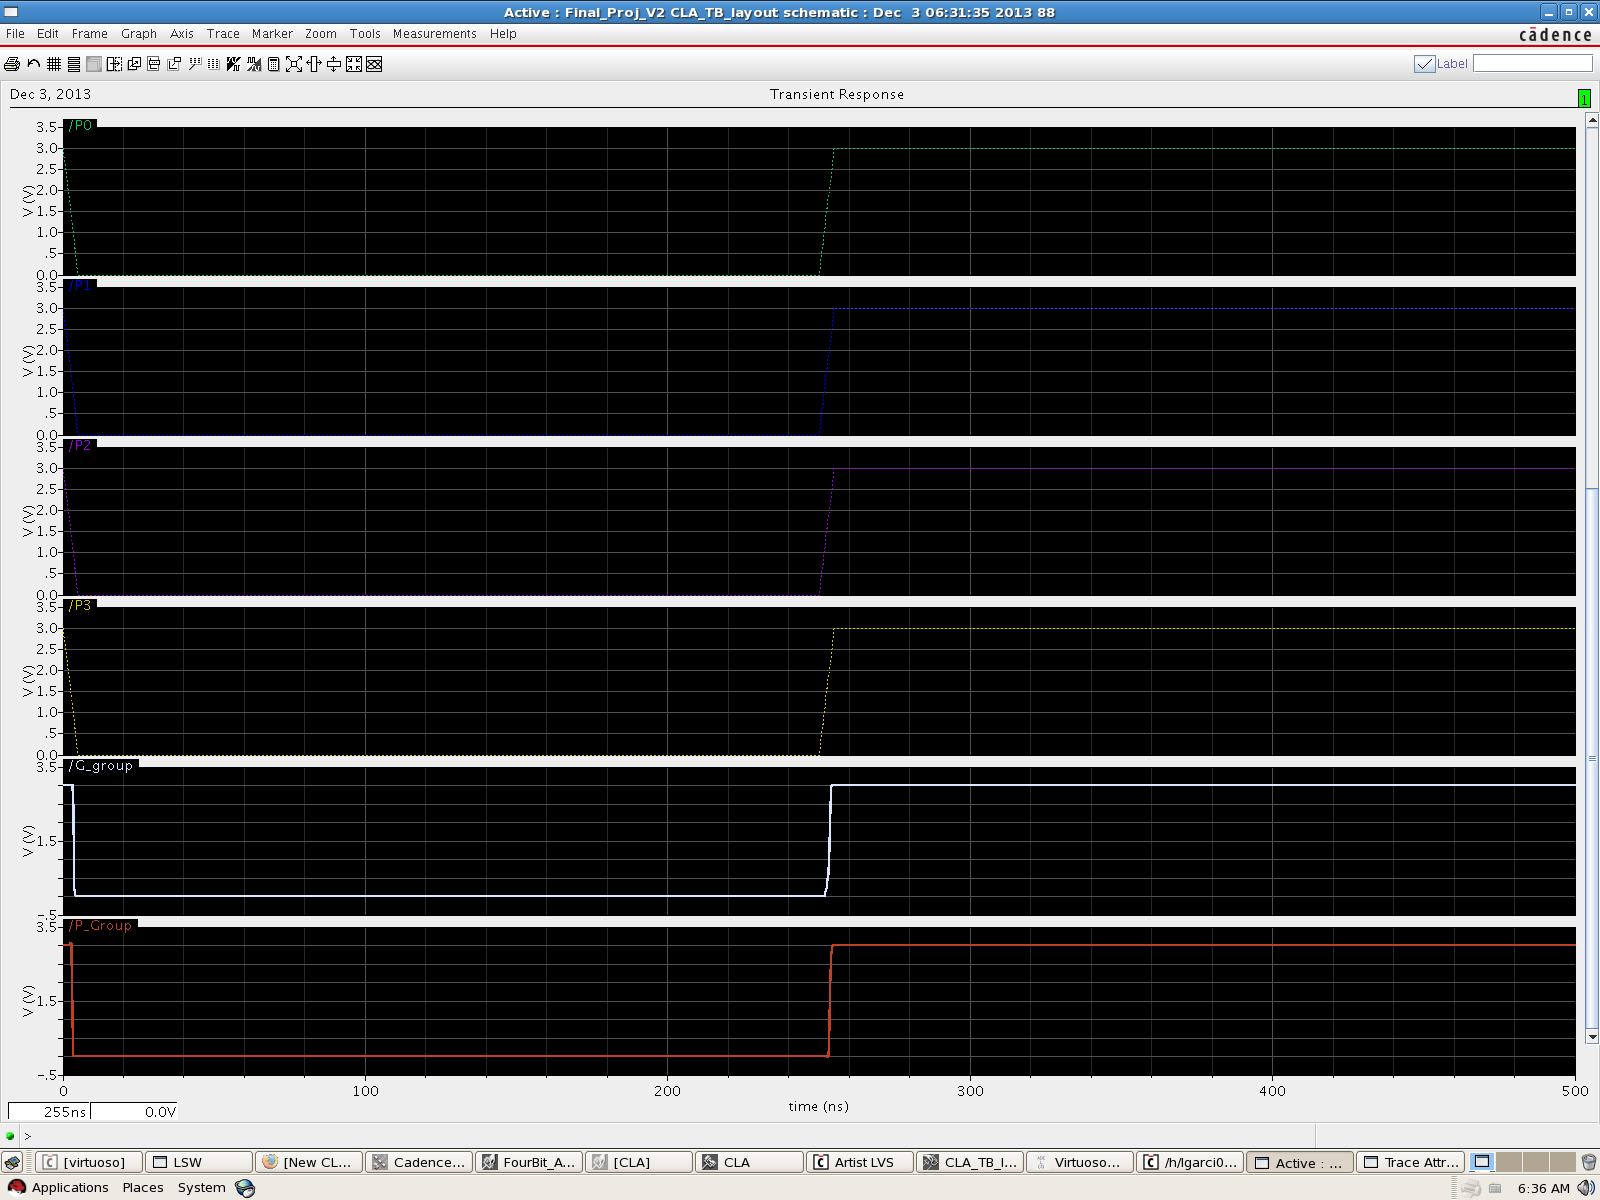 Active : Final_Proj_V2 CLA_TB_layout schematic : Dec  3 06:31:35 2013 88
File Edit Frame Graph Axis Trace Marker Zoom Tools Measurements Help
cādence
Label
Dec 3, 2013 Transient Response 1
/P0
3.5
3.0
2.5
2.0
1.5
1.0
.5
0.0
V (V)
/P1
3.5
3.0
2.5
2.0
1.5
1.0
.5
0.0
V (V)
/P2
3.5
3.0
2.5
2.0
1.5
1.0
.5
0.0
V (V)
/P3
3.5
3.0
2.5
2.0
1.5
1.0
.5
0.0
V (V)
/G_group
3.5
1.5
-.5
V (V)
/P_Group
3.5
1.5
-.5
V (V)
0 100 200 300 400 500
time (ns)
255ns 0.0V
>
[virtuoso] LSW [New CL... Cadence... FourBit_A... [CLA] CLA Artist LVS CLA_TB_l... Virtuoso... /h/lgarci0... Active : ... Trace Attr...
Applications Places System 6:36 AM